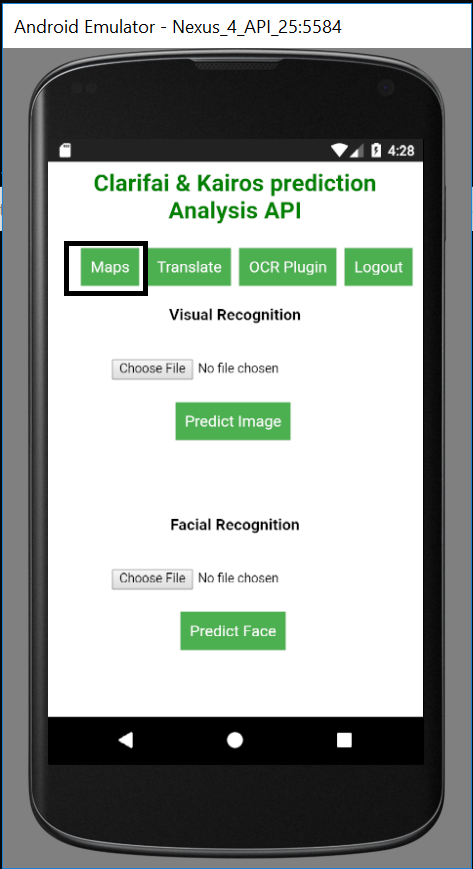 Android Emulator - Nexus_4_API_25:5584
4:28
Clarifai & Kairos prediction
Analysis API
Maps Translate OCR Plugin Logout
Visual Recognition
Choose File No file chosen
Predict Image
Facial Recognition
Choose File No file chosen
Predict Face